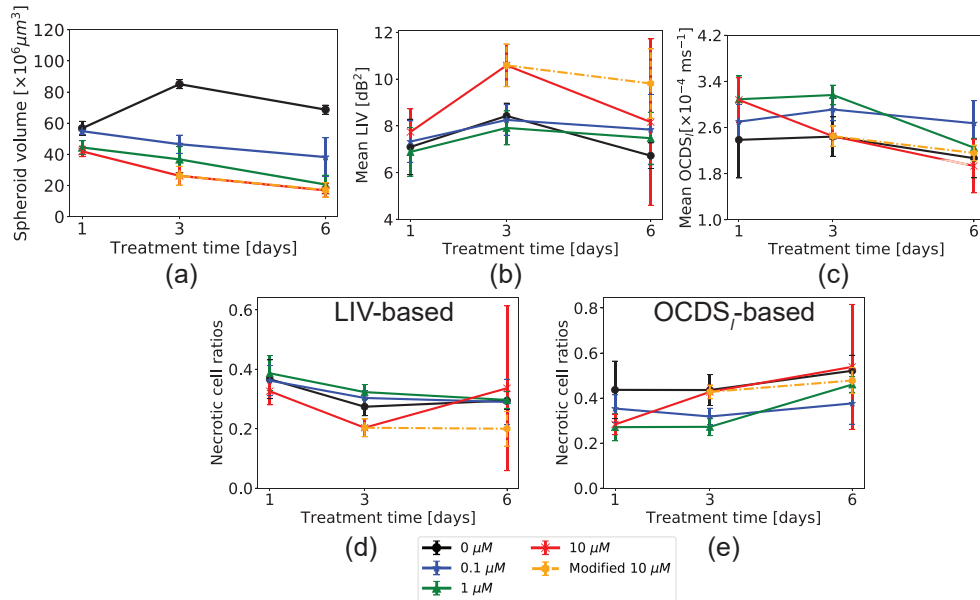 Spheroid volume [×10⁶μm³]
120
100
80
60
40
20
0
1
3
6
Treatment time [days]
(a)
Mean LIV [dB²]
12
10
8
6
4
1
3
6
Treatment time [days]
(b)
Mean OCDSₗ[×10⁻⁴ ms⁻¹]
4.2
3.4
2.6
1.8
1.0
1
3
6
Treatment time [days]
(c)
LIV-based
Necrotic cell ratios
0.6
0.4
0.2
0.0
1
3
6
Treatment time [days]
(d)
OCDSₗ-based
Necrotic cell ratios
0.8
0.6
0.4
0.2
0.0
1
3
6
Treatment time [days]
(e)
0 μM
0.1 μM
1 μM
10 μM
Modified 10 μM